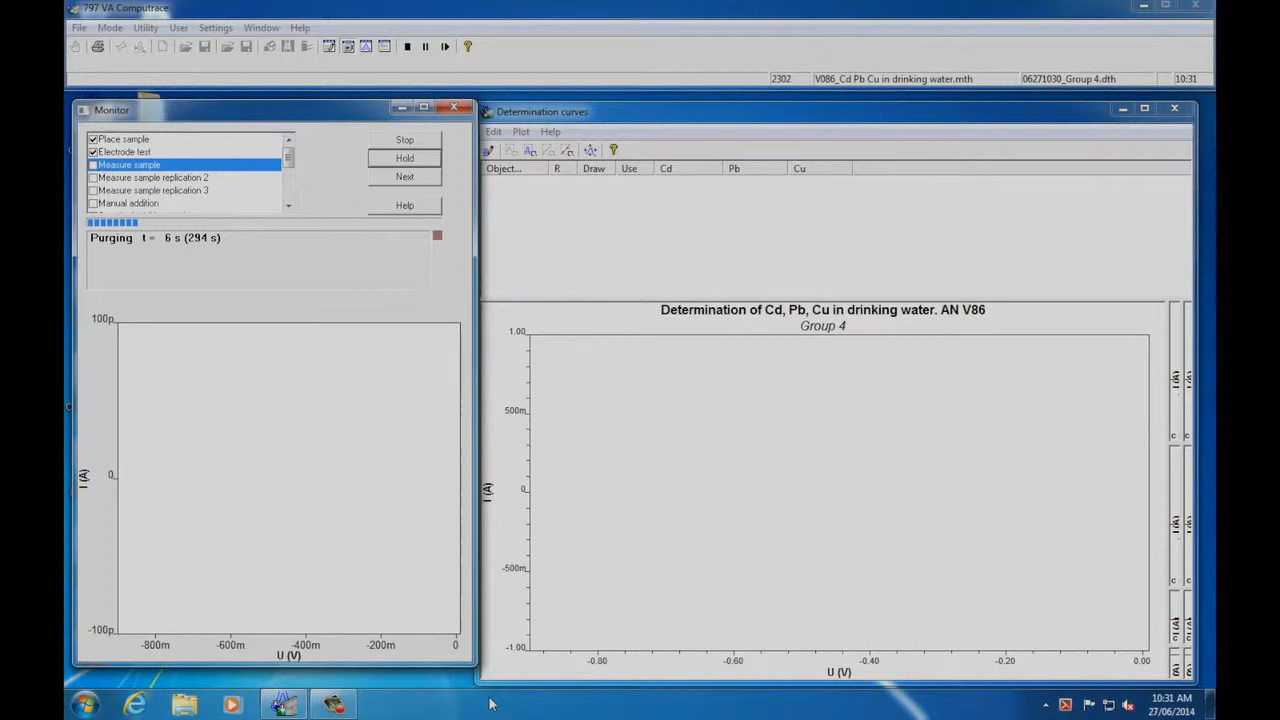 797 VA Computrace
File Mode Utility User Settings Window Help
2302 V086_Cd Pb Cu in drinking water.mth 06271030_Group 4.dth 10:31
Monitor
Place sample
Electrode test
Measure sample
Measure sample replication 2
Measure sample replication 3
Manual addition
Stop
Hold
Next
Help
Purging t = 6 s (294 s)
100p
0
-100p
I (A)
-800m -600m -400m -200m 0
U (V)
Determination curves
Edit Plot Help
Object... R Draw Use Cd Pb Cu
Determination of Cd, Pb, Cu in drinking water. AN V86
Group 4
1.00
500m
0
-500m
-1.00
I (A)
-0.80 -0.60 -0.40 -0.20 0.00
U (V)
I (A)
I (A)
c c
I (A)
I (A)
c c
I (A)
I (A)
10:31 AM
27/06/2014